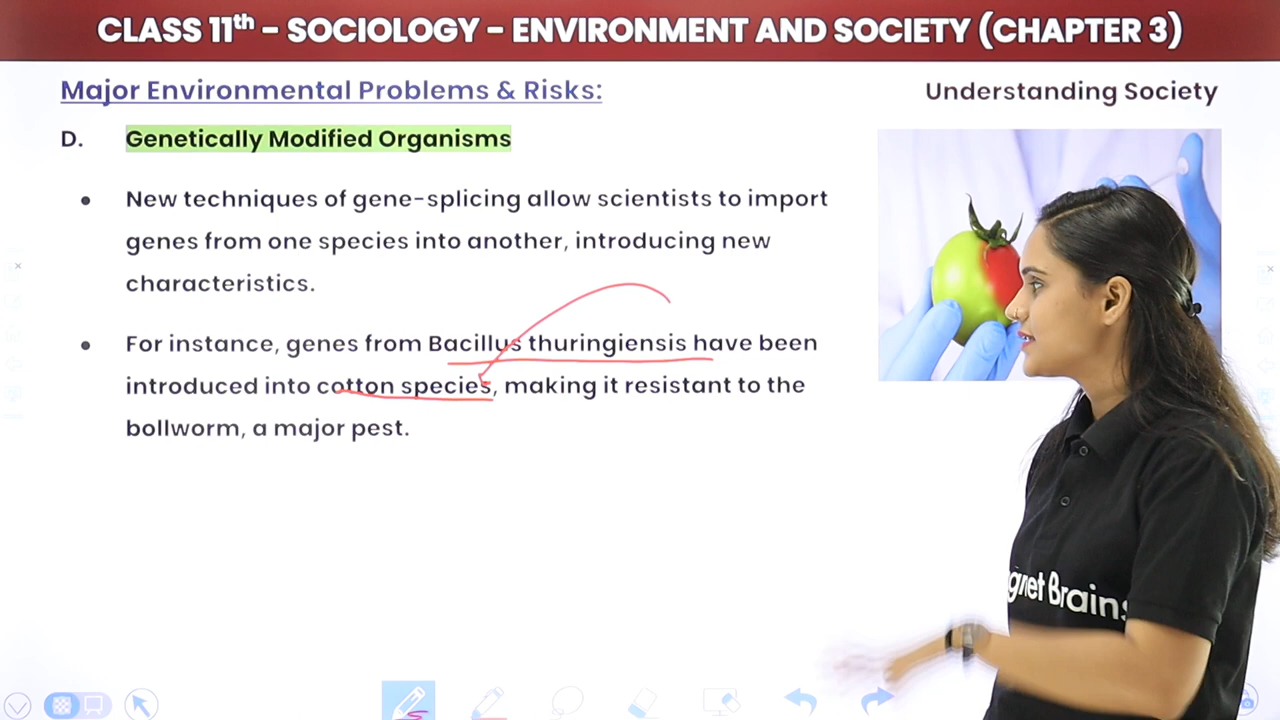 CLASS 11th – SOCIOLOGY – ENVIRONMENT AND SOCIETY (CHAPTER 3)
Major Environmental Problems & Risks:
Understanding Society
D. Genetically Modified Organisms
• New techniques of gene-splicing allow scientists to import
genes from one species into another, introducing new
characteristics.
• For instance, genes from Bacillus thuringiensis have been
introduced into cotton species, making it resistant to the
bollworm, a major pest.
gnet Brains